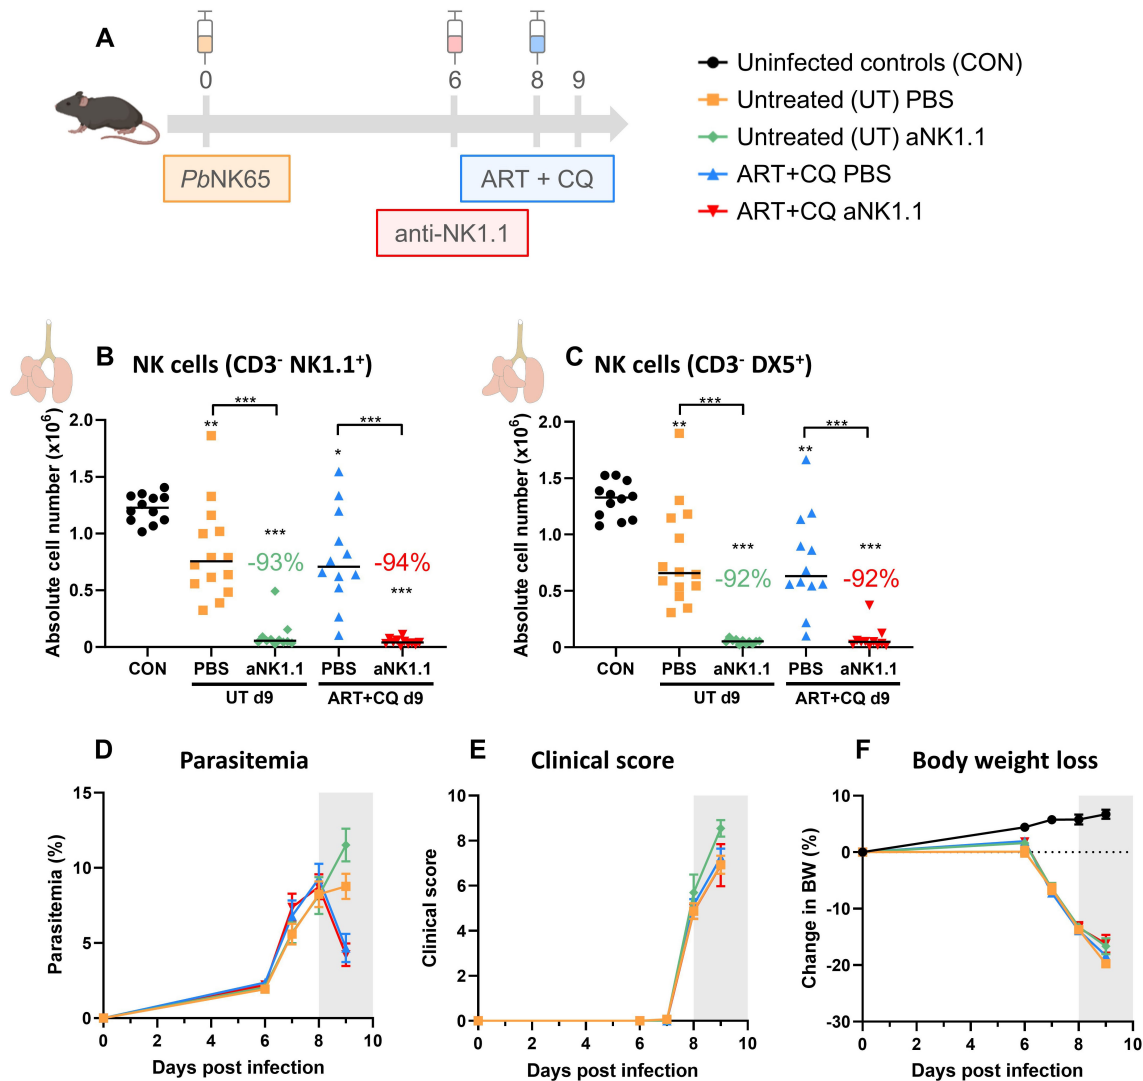 A
0
6
8
9
PbNK65
ART + CQ
anti-NK1.1
Uninfected controls (CON)
Untreated (UT) PBS
Untreated (UT) aNK1.1
ART+CQ PBS
ART+CQ aNK1.1
B
NK cells (CD3- NK1.1+)
Absolute cell number (x10⁶)
2.0
1.5
1.0
0.5
0
**
***
***
-93%
*
***
-94%
***
CON
PBS
aNK1.1
PBS
aNK1.1
UT d9
ART+CQ d9
C
NK cells (CD3- DX5+)
Absolute cell number (x10⁶)
2.0
1.5
1.0
0.5
0
**
***
***
-92%
**
***
***
-92%
CON
PBS
aNK1.1
PBS
aNK1.1
UT d9
ART+CQ d9
D
Parasitemia
Parasitemia (%)
15
10
5
0
0 2 4 6 8 10
Days post infection
E
Clinical score
Clinical score
10
8
6
4
2
0
0 2 4 6 8 10
Days post infection
F
Body weight loss
Change in BW (%)
10
0
-10
-20
-30
0 2 4 6 8 10
Days post infection